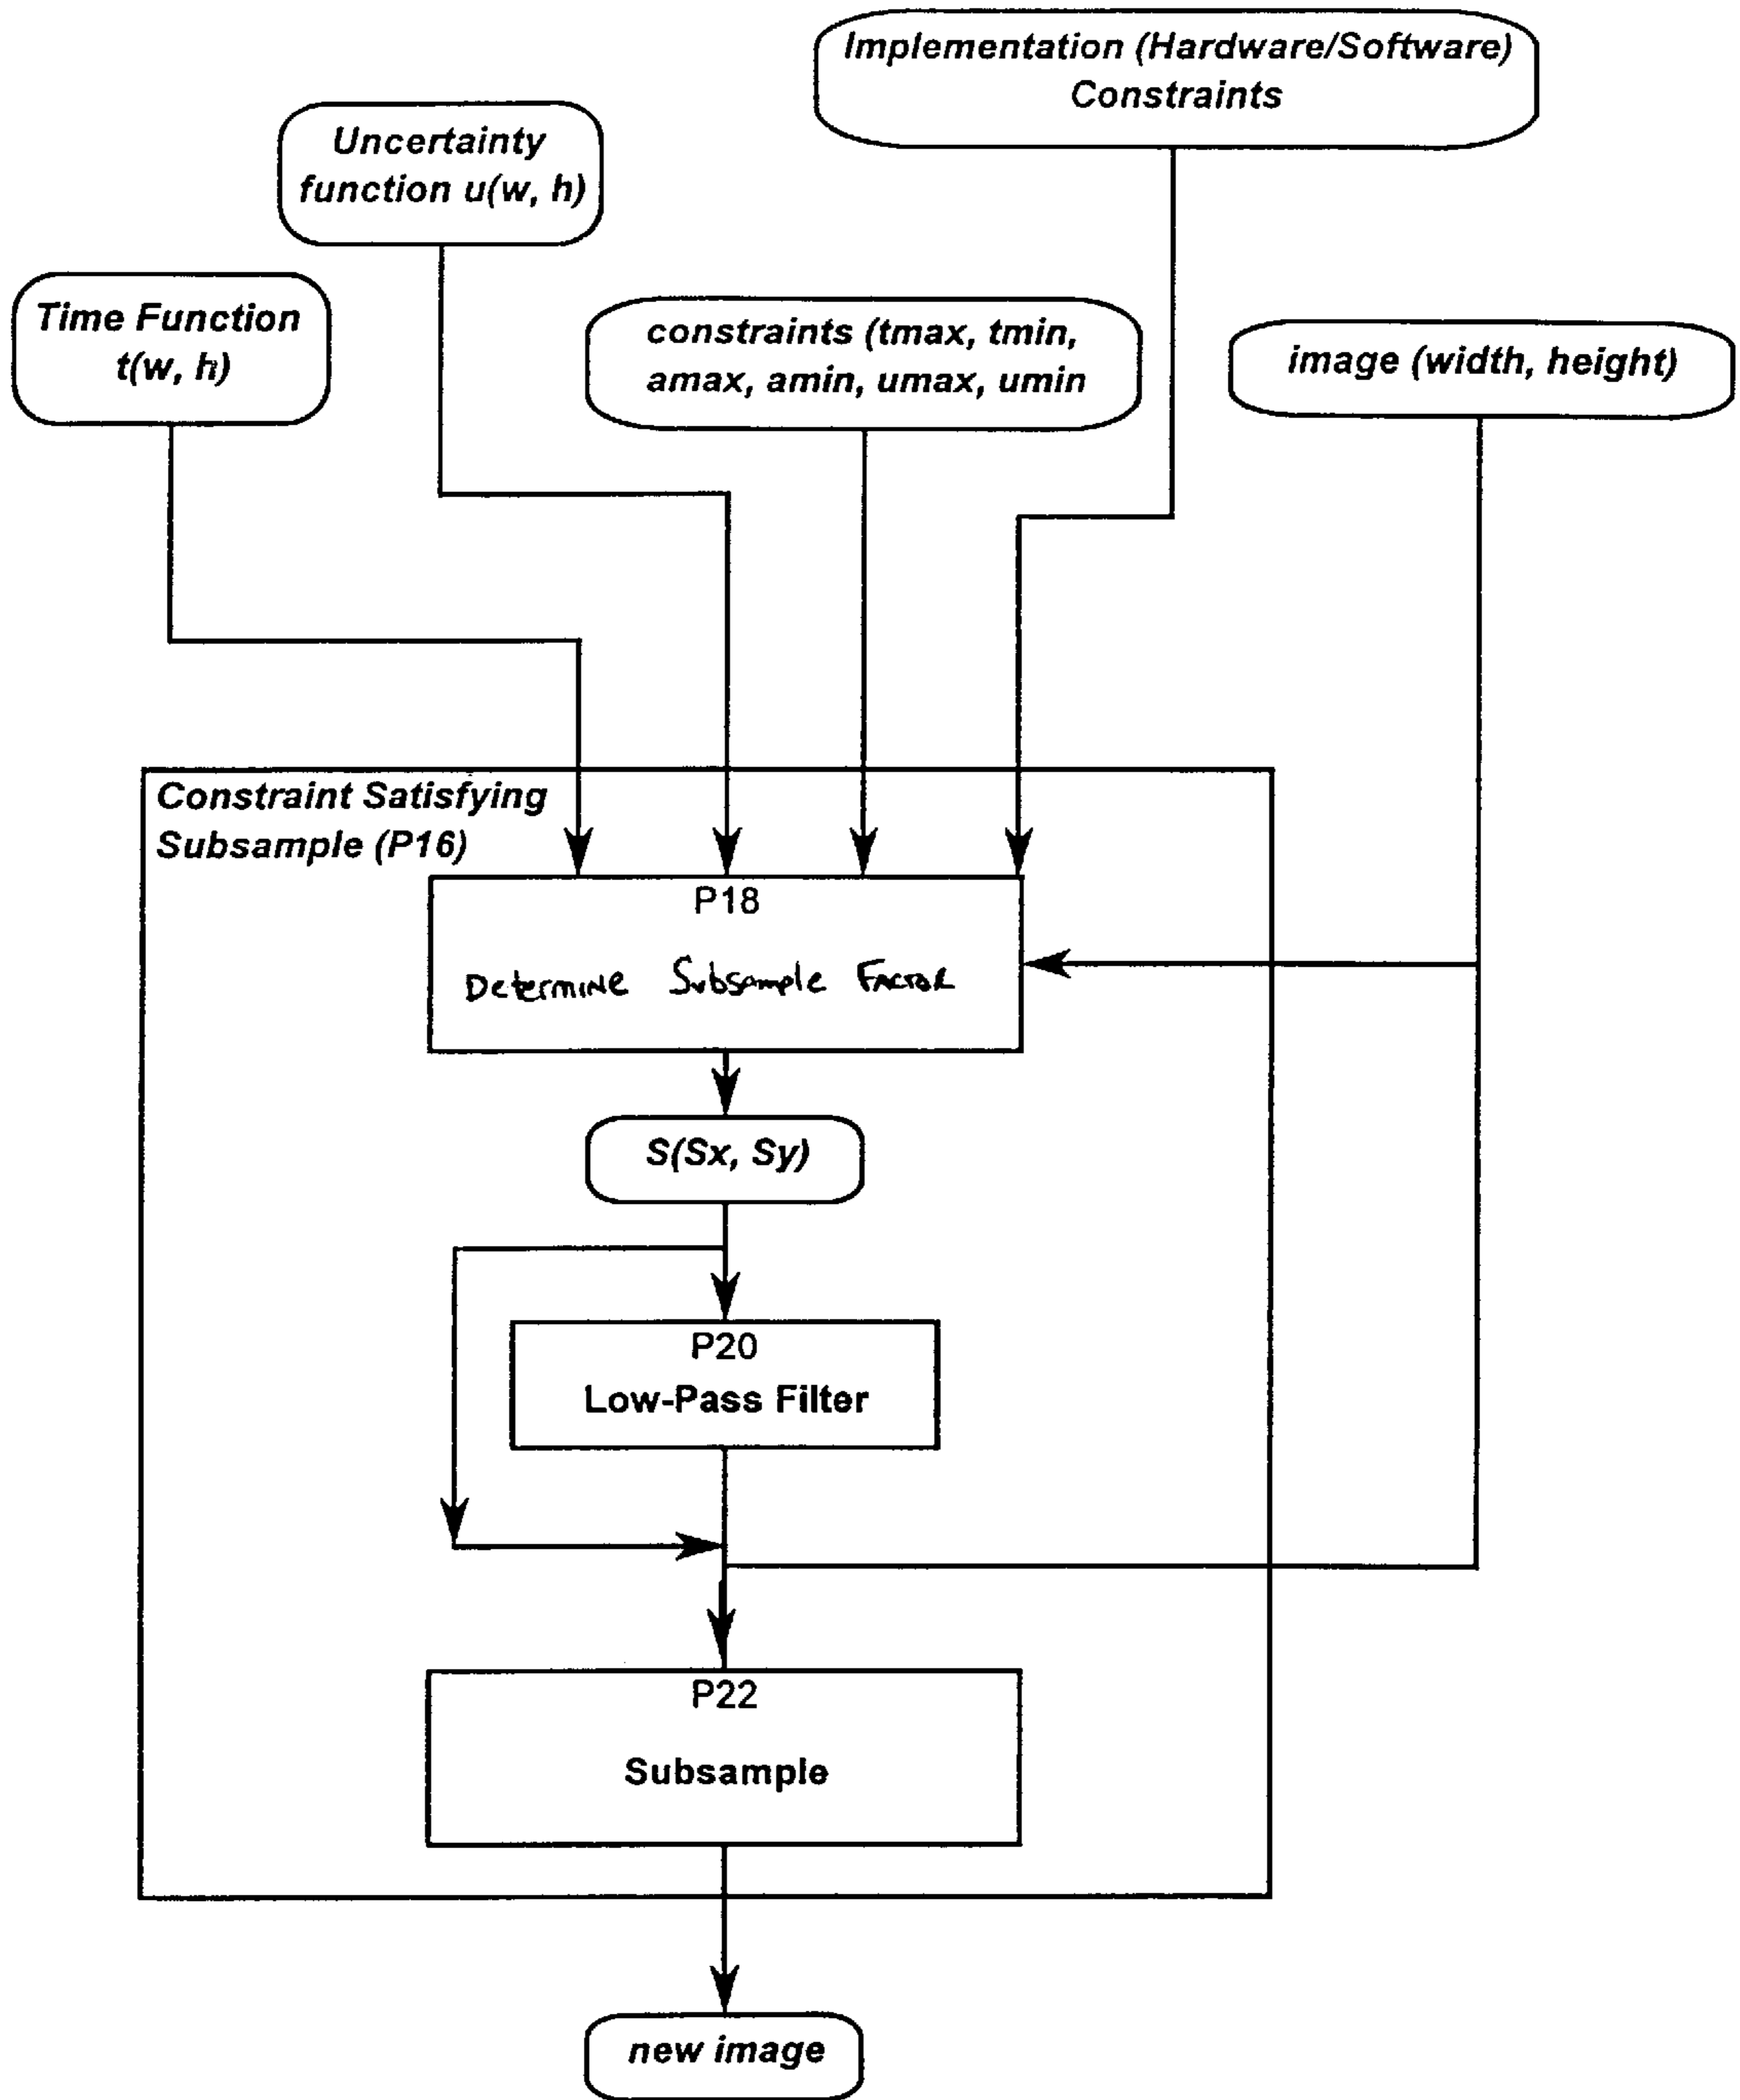 Implementation (Hardware/Software)
Constraints
Uncertainty
function u(w, h)
Time Function
t(w, h)
constraints (tmax, tmin,
amax, amin, umax, umin
image (width, height)
Constraint Satisfying
Subsample (P16)
P18
Determine Subsample Factor
S(Sx, Sy)
P20
Low-Pass Filter
P22
Subsample
new image